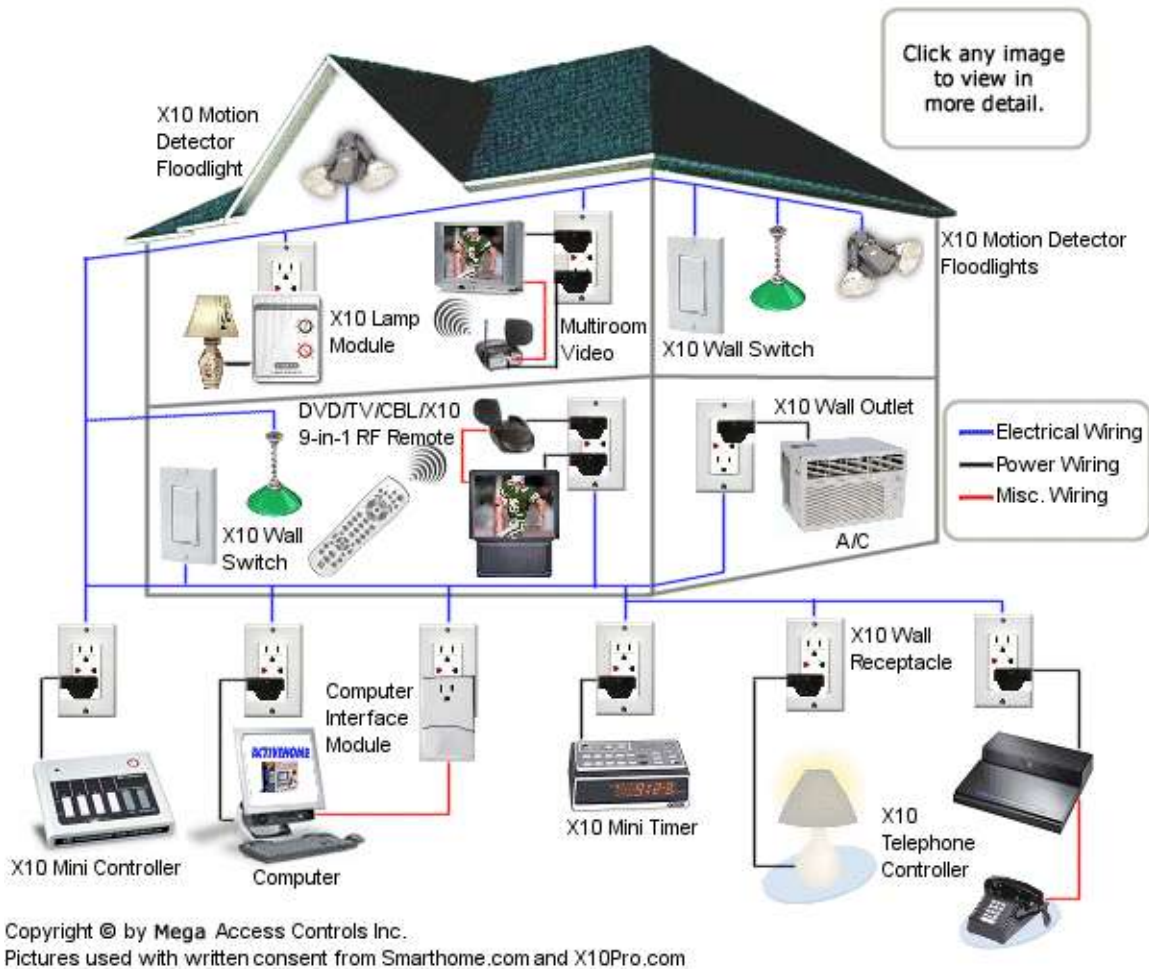 Click any image
to view in
more detail.
X10 Motion
Detector
Floodlight
X10 Motion Detector
Floodlights
X10 Lamp
Module
Multiroom
Video
X10 Wall Switch
DVD/TV/CBL/X10
9-in-1 RF Remote
X10 Wall Outlet
Electrical Wiring
Power Wiring
Misc. Wiring
X10 Wall
Switch
A/C
X10 Wall
Receptacle
Computer
Interface
Module
ACTIVEHOME
X10 Mini Controller
Computer
X10 Mini Timer
X10
Telephone
Controller
Copyright © by Mega Access Controls Inc.
Pictures used with written consent from Smarthome.com and X10Pro.com